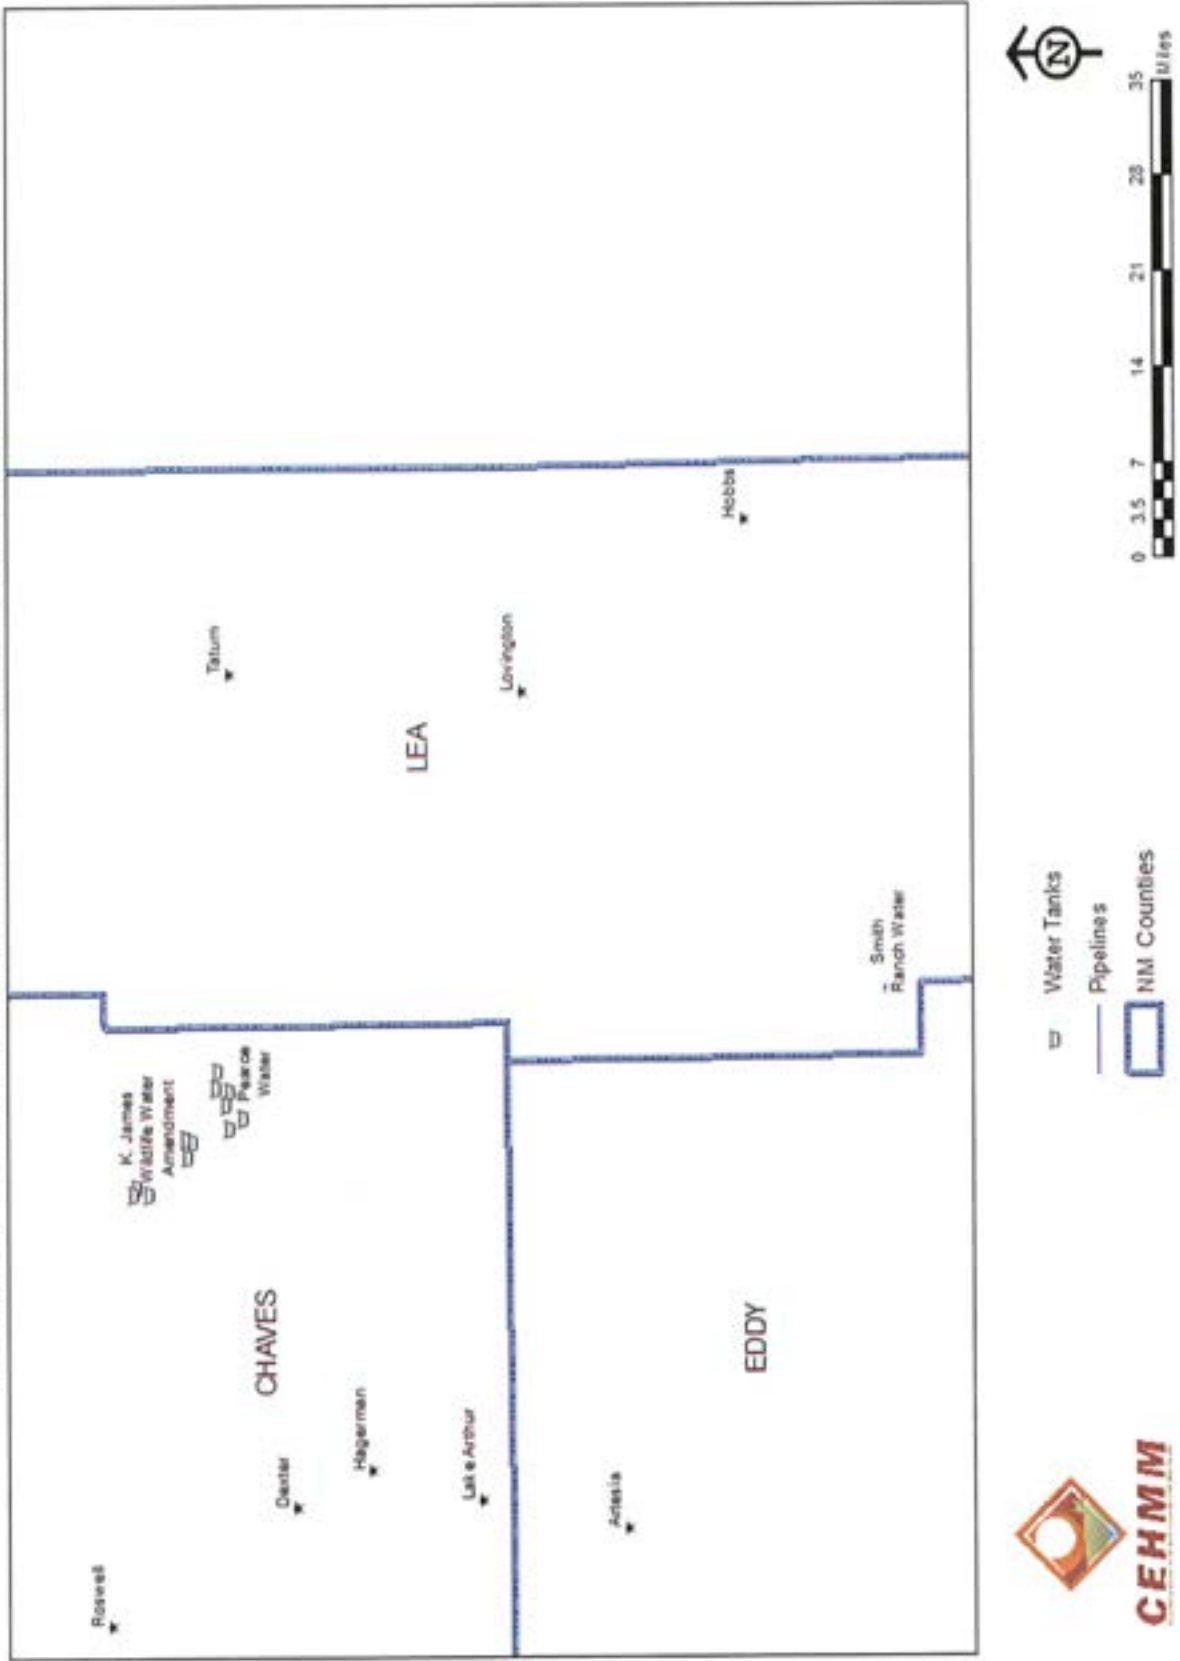 Roswell
K. James
Wildlife Water
Amendment
Pearce
Water
Tatum
Dexter
CHAVES
Hagerman
LEA
Lake Arthur
Lovington
Artesia
EDDY
Hobbs
Smith
Ranch Water
CEHMM
Water Tanks
Pipelines
NM Counties
N
0 3.5 7 14 21 28 35
Miles